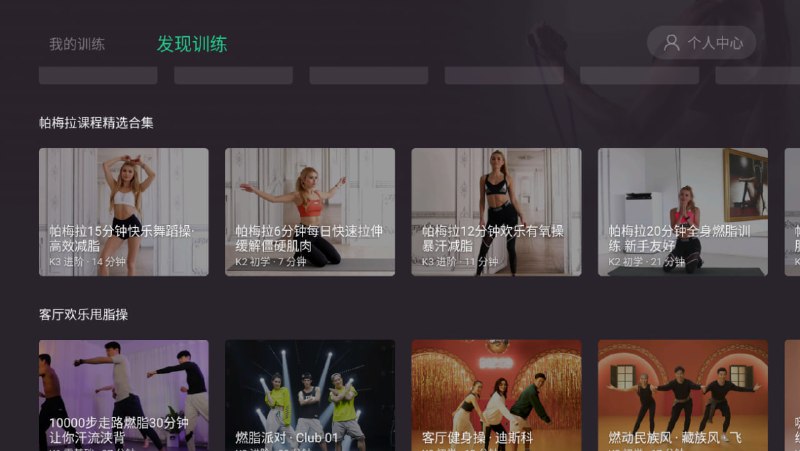 我的训练
发现训练
个人中心
帕梅拉课程精选合集
帕梅拉15分钟快乐舞蹈操·
高效减脂
K3 进阶 · 14 分钟
帕梅拉6分钟每日快速拉伸
缓解僵硬肌肉
K2 初学 · 7 分钟
帕梅拉12分钟欢乐有氧操
暴汗减脂
K3 进阶 · 11 分钟
帕梅拉20分钟全身燃脂训
练 新手友好
K2 初学 · 21 分钟
客厅欢乐甩脂操
10000步走路燃脂30分钟
让你汗流浃背
燃脂派对 · Club 01
客厅健身操 · 迪斯科
燃动民族风 · 藏族风 · 飞